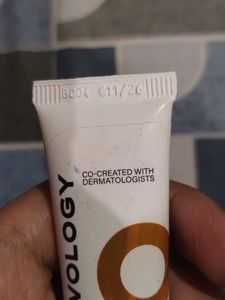 B004 E11/26
CO-CREATED WITH
DERMATOLOGISTS
VOLOGY